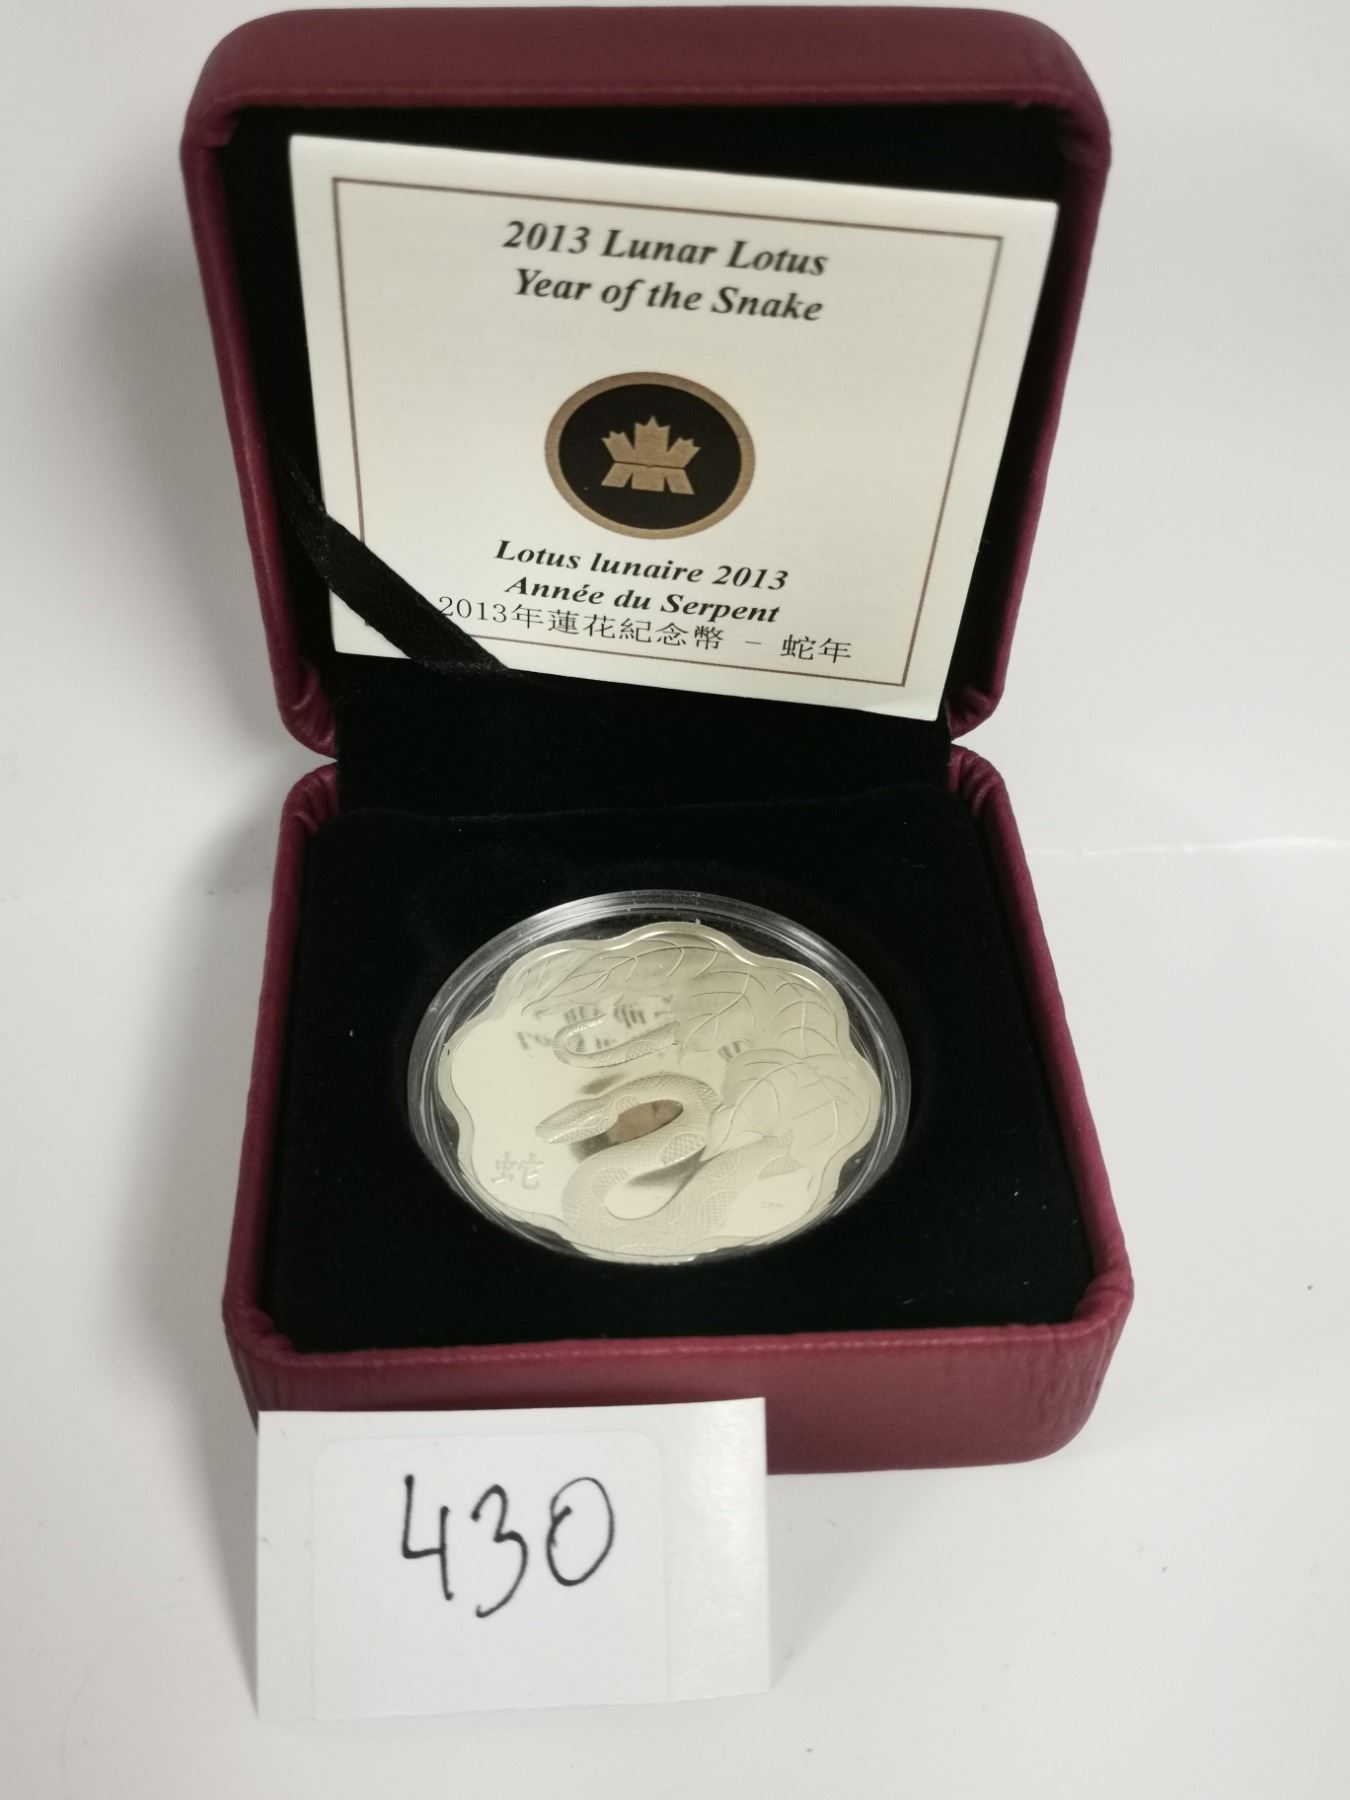 2013 Lunar Lotus
Year of the Snake
Lotus lunaire 2013
Année du Serpent
2013年蓮花紀念幣 – 蛇年
蛇
430